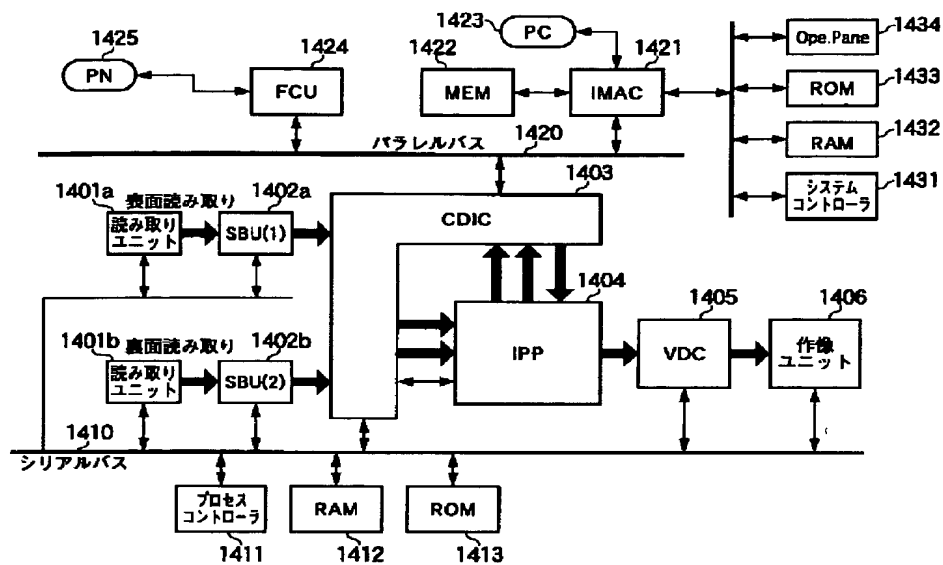 1423
PC
1425
PN
1424
FCU
1422
MEM
1421
IMAC
1434
Ope.Pane
1433
ROM
1432
RAM
1431
システム
コントローラ
1420
パラレルバス
1401a
表面読み取り
1402a
読み取り
ユニット
SBU(1)
1403
CDIC
1404
IPP
1405
VDC
1406
作像
ユニット
1401b
裏面読み取り
1402b
読み取り
ユニット
SBU(2)
1410
シリアルバス
プロセス
コントローラ
1411
RAM
1412
ROM
1413